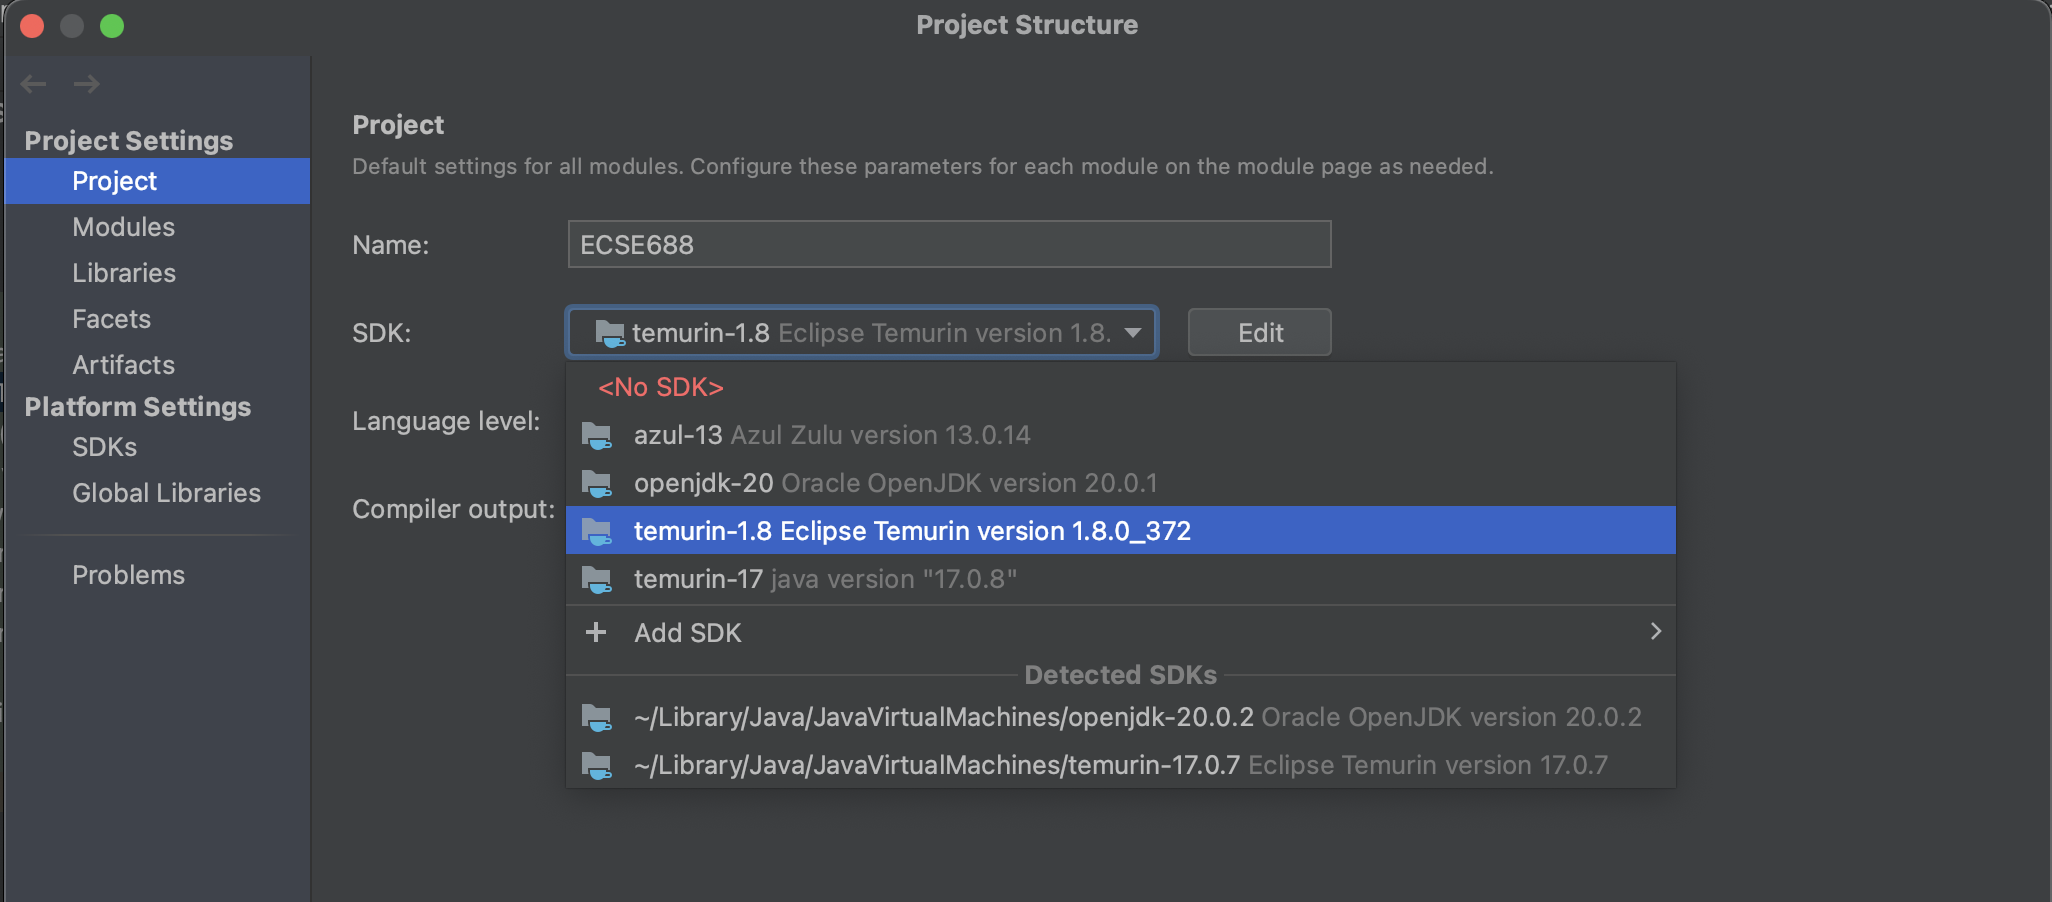 Project Structure
Project Settings
Project
Modules
Libraries
Facets
Artifacts
Platform Settings
SDKs
Global Libraries
Problems
Project
Default settings for all modules. Configure these parameters for each module on the module page as needed.
Name: ECSE688
SDK: temurin-1.8 Eclipse Temurin version 1.8. Edit
<No SDK>
Language level:
azul-13 Azul Zulu version 13.0.14
openjdk-20 Oracle OpenJDK version 20.0.1
Compiler output:
temurin-1.8 Eclipse Temurin version 1.8.0_372
temurin-17 java version "17.0.8"
Add SDK
Detected SDKs
~/Library/Java/JavaVirtualMachines/openjdk-20.0.2 Oracle OpenJDK version 20.0.2
~/Library/Java/JavaVirtualMachines/temurin-17.0.7 Eclipse Temurin version 17.0.7